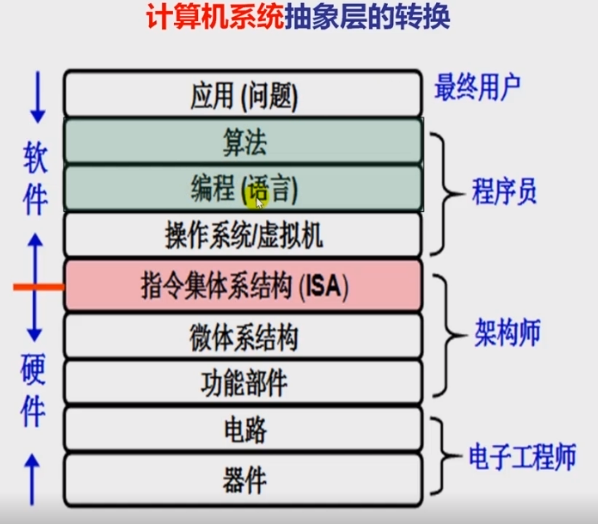 计算机系统抽象层的转换
应用 (问题)
最终用户
算法
软件
编程 (语言)
程序员
操作系统/虚拟机
指令集体系结构 (ISA)
微体系结构
架构师
硬件
功能部件
电路
电子工程师
器件